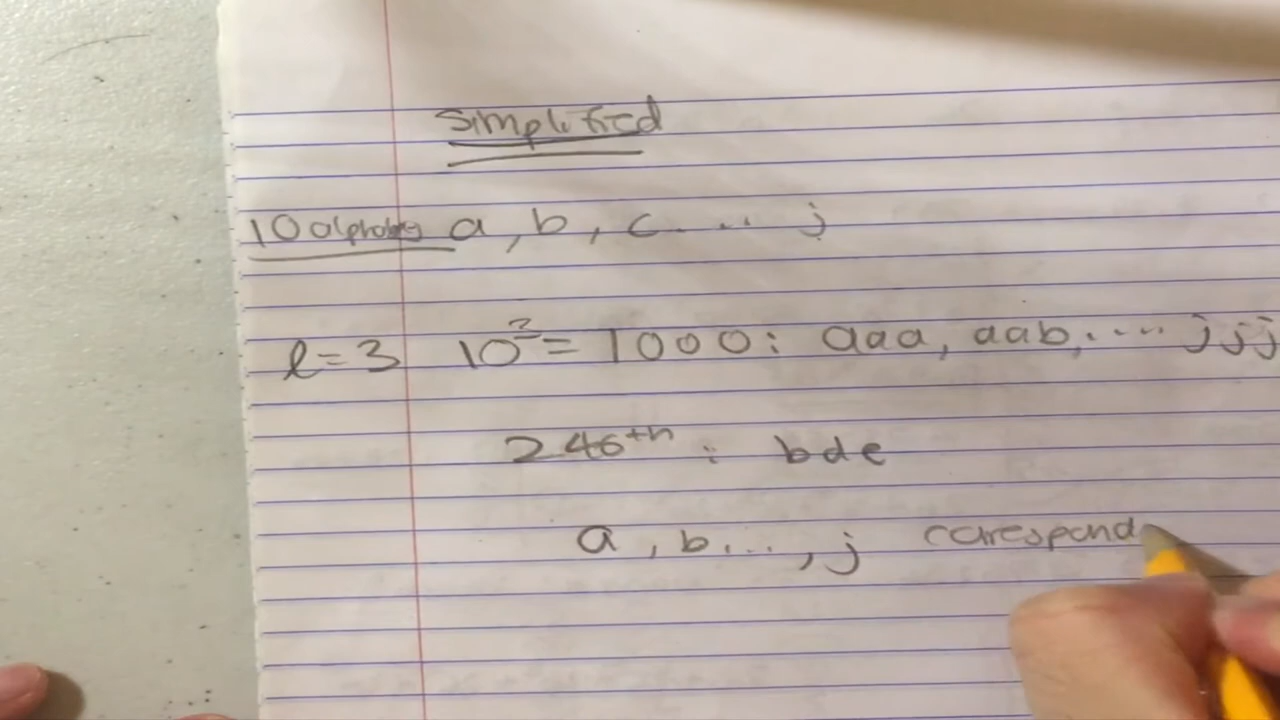 Simplified
10 alphabets a, b, c ... j
l = 3 10³ = 1000 : aaa, aab, ... jjj
246th : bde
a, b..., j correspond